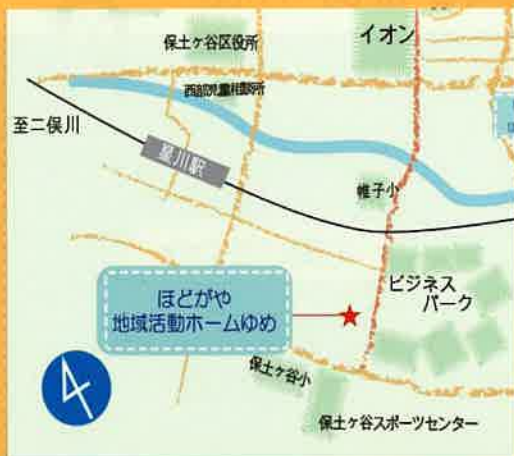 保土ヶ谷区役所
イオン
西部児童相談所
至二俣川
星川駅
帷子小
ビジネス
パーク
ほどがや
地域活動ホームゆめ
保土ヶ谷小
保土ヶ谷スポーツセンター